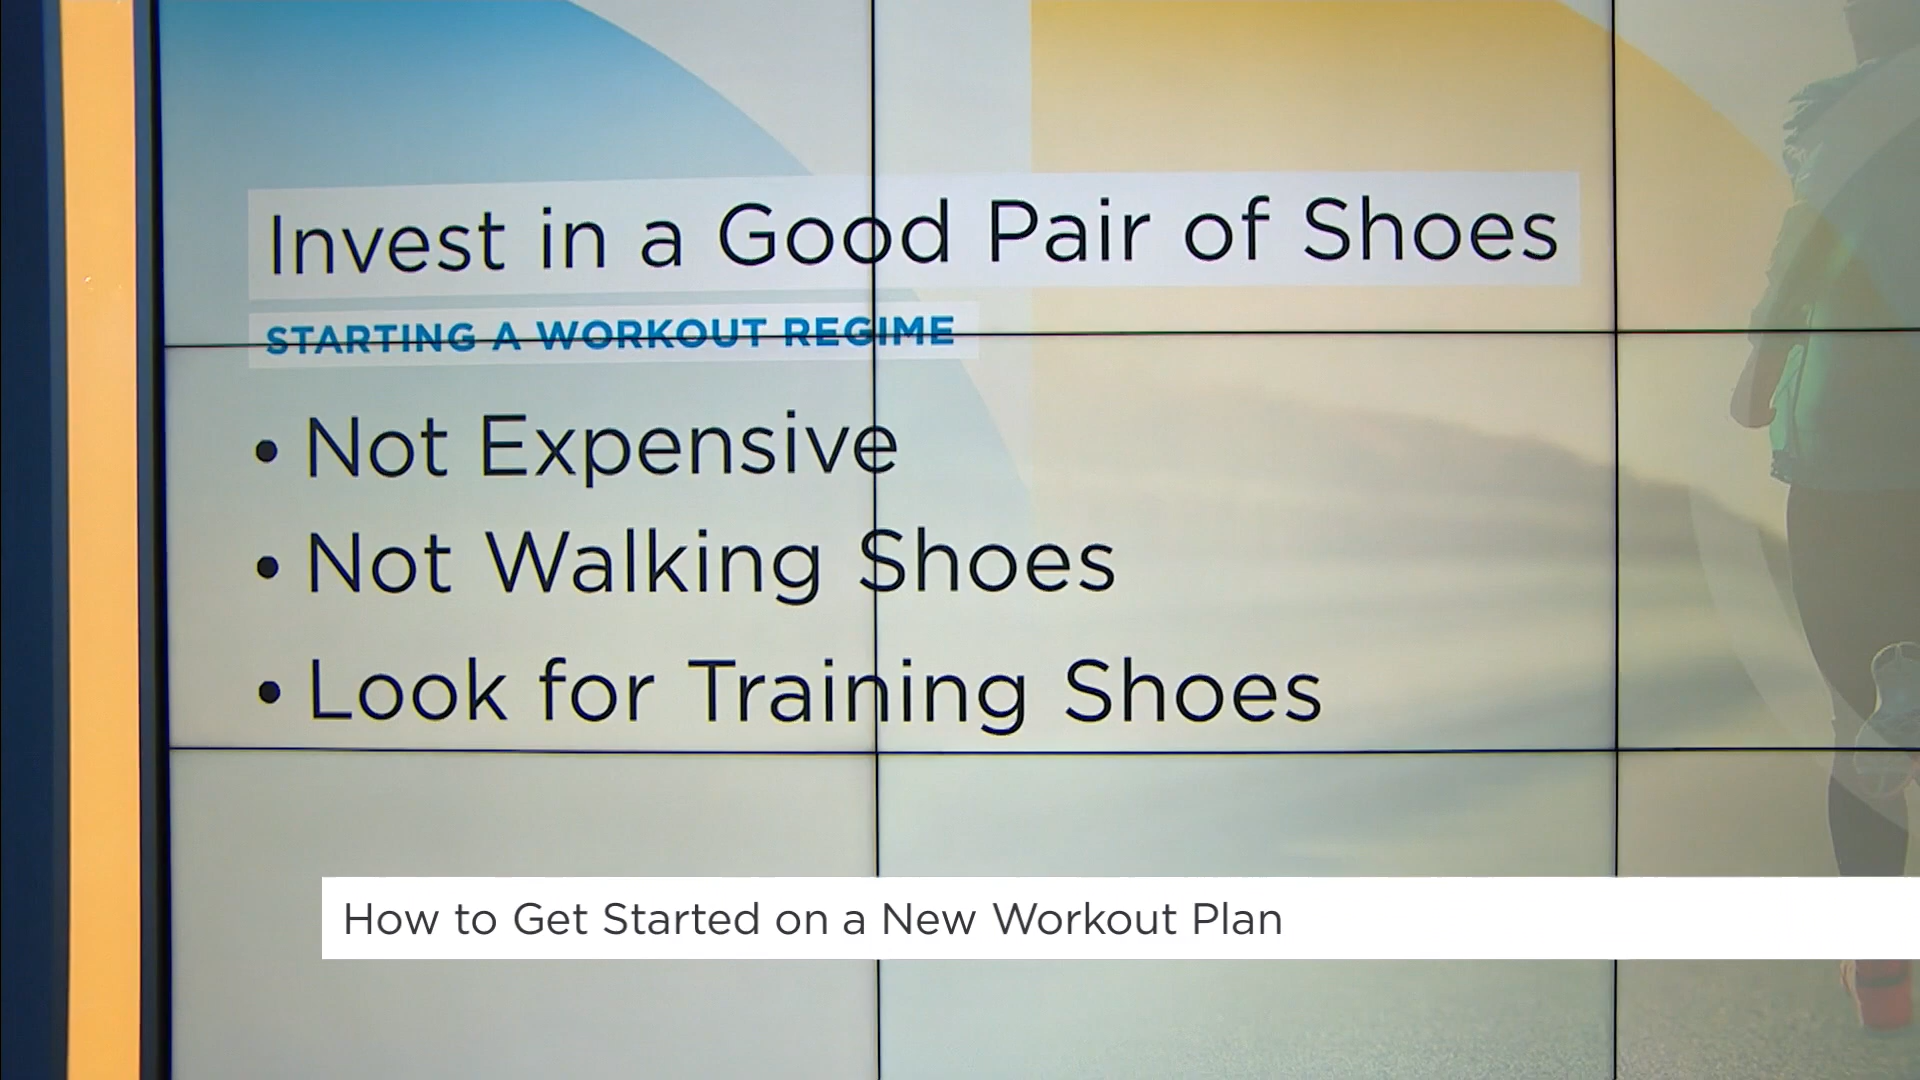 Invest in a Good Pair of Shoes
STARTING A WORKOUT REGIME
• Not Expensive
• Not Walking Shoes
• Look for Training Shoes
How to Get Started on a New Workout Plan